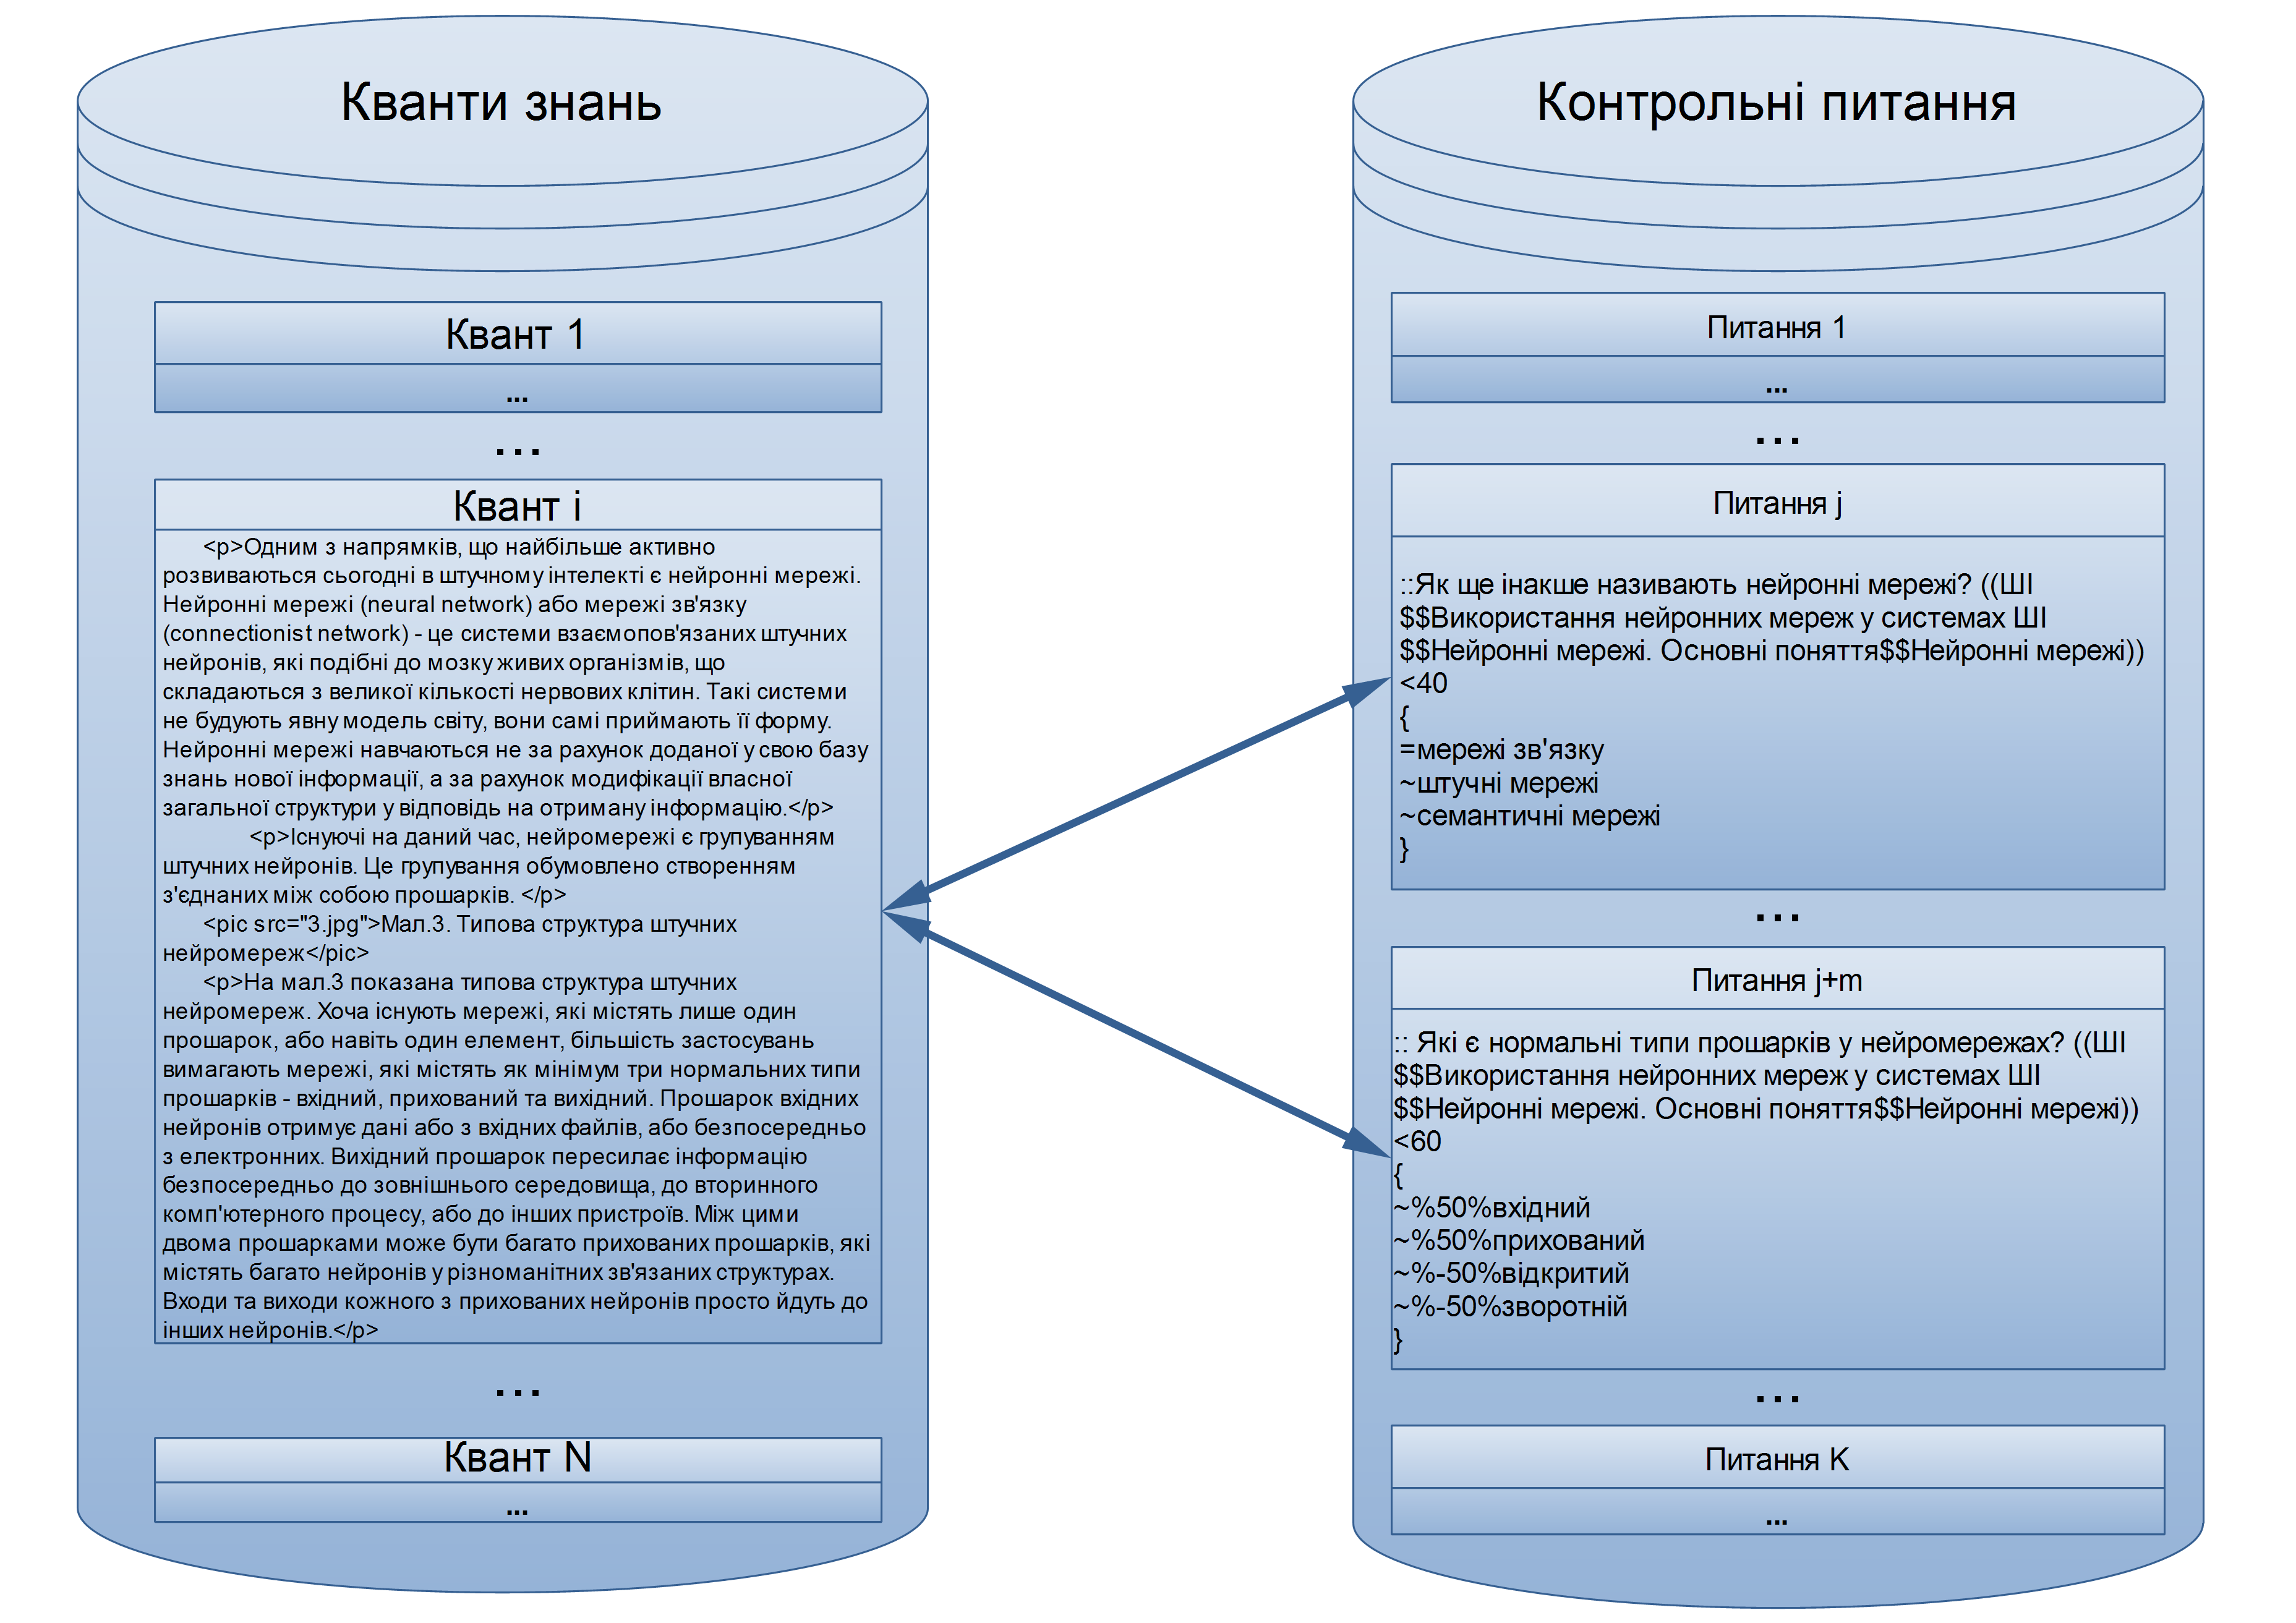 Кванти знань
Квант 1
...
...
Квант i
<p>Одним з напрямків, що найбільше активно
розвиваються сьогодні в штучному інтелекті є нейронні мережі.
Нейронні мережі (neural network) або мережі зв'язку
(connectionist network) - це системи взаємопов'язаних штучних
нейронів, які подібні до мозку живих організмів, що
складаються з великої кількості нервових клітин. Такі системи
не будують явну модель світу, вони самі приймають її форму.
Нейронні мережі навчаються не за рахунок доданої у свою базу
знань нової інформації, а за рахунок модифікації власної
загальної структури у відповідь на отриману інформацію.</p>
<p>Існуючі на даний час, нейромережі є групуванням
штучних нейронів. Це групування обумовлено створенням
з'єднаних між собою прошарків. </p>
<pic src="3.jpg">Мал.3. Типова структура штучних
нейромереж</pic>
<p>На мал.3 показана типова структура штучних
нейромереж. Хоча існують мережі, які містять лише один
прошарок, або навіть один елемент, більшість застосувань
вимагають мережі, які містять як мінімум три нормальних типи
прошарків - вхідний, прихований та вихідний. Прошарок вхідних
нейронів отримує дані або з вхідних файлів, або безпосередньо
з електронних. Вихідний прошарок пересилає інформацію
безпосередньо до зовнішнього середовища, до вторинного
комп'ютерного процесу, або до інших пристроїв. Між цими
двома прошарками може бути багато прихованих прошарків, які
містять багато нейронів у різноманітних зв'язаних структурах.
Входи та виходи кожного з прихованих нейронів просто йдуть до
інших нейронів.</p>
...
Квант N
...
Контрольні питання
Питання 1
...
...
Питання j
::Як ще інакше називають нейронні мережі? ((ШІ
$$Використання нейронних мереж у системах ШІ
$$Нейронні мережі. Основні поняття$$Нейронні мережі))
<40
{
=мережі зв'язку
~штучні мережі
~семантичні мережі
}
...
Питання j+m
:: Які є нормальні типи прошарків у нейромережах? ((ШІ
$$Використання нейронних мереж у системах ШІ
$$Нейронні мережі. Основні поняття$$Нейронні мережі))
<60
{
~%50%вхідний
~%50%прихований
~%-50%відкритий
~%-50%зворотній
}
...
Питання K
...